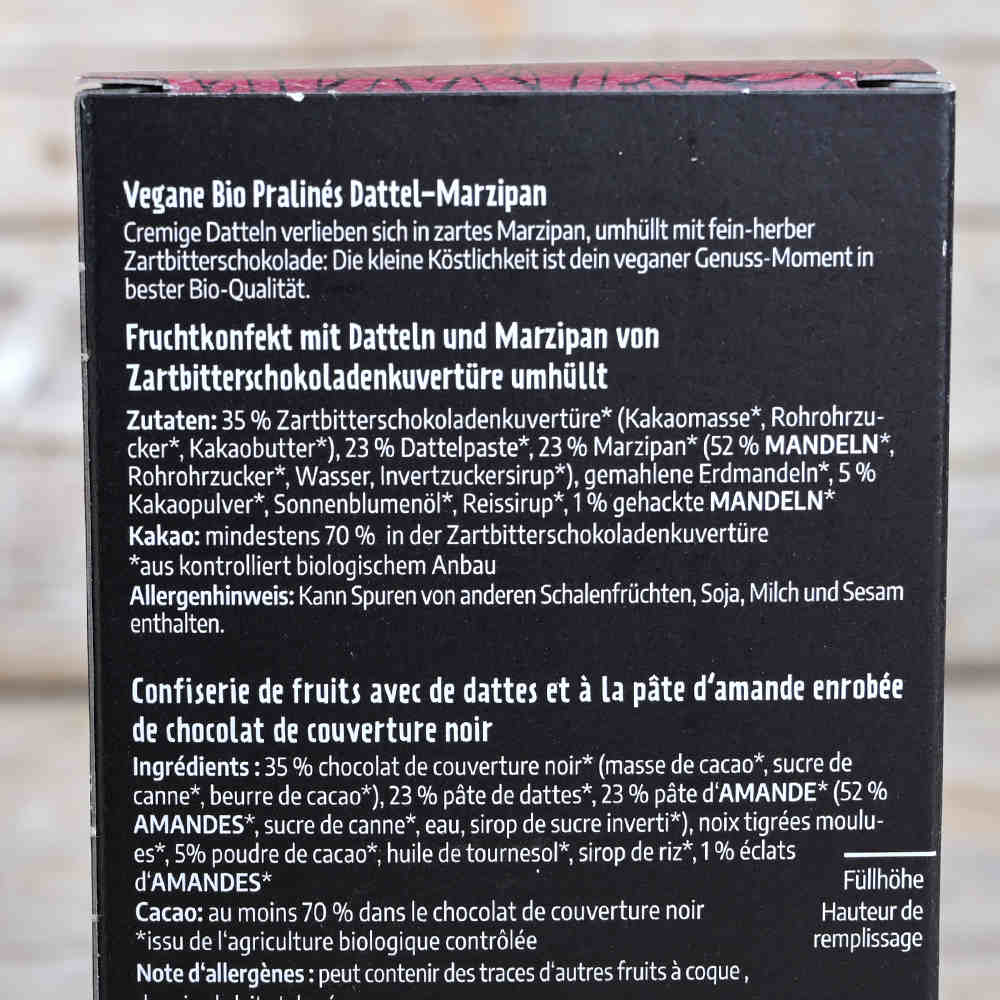 Vegane Bio Pralinés Dattel-Marzipan
Cremige Datteln verlieben sich in zartes Marzipan, umhüllt mit fein-herber
Zartbitterschokolade: Die kleine Köstlichkeit ist dein veganer Genuss-Moment in
bester Bio-Qualität.
Fruchtkonfekt mit Datteln und Marzipan von
Zartbitterschokoladenkuvertüre umhüllt
Zutaten: 35 % Zartbitterschokoladenkuvertüre* (Kakaomasse*, Rohrohrzu-
cker*, Kakaobutter*), 23 % Dattelpaste*, 23 % Marzipan* (52 % MANDELN*,
Rohrohrzucker*, Wasser, Invertzuckersirup*), gemahlene Erdmandeln*, 5 %
Kakaopulver*, Sonnenblumenöl*, Reissirup*, 1 % gehackte MANDELN*
Kakao: mindestens 70 % in der Zartbitterschokoladenkuvertüre
*aus kontrolliert biologischem Anbau
Allergenhinweis: Kann Spuren von anderen Schalenfrüchten, Soja, Milch und Sesam
enthalten.
Confiserie de fruits avec de dattes et à la pâte d'amande enrobée
de chocolat de couverture noir
Ingrédients : 35 % chocolat de couverture noir* (masse de cacao*, sucre de
canne*, beurre de cacao*), 23 % pâte de dattes*, 23 % pâte d'AMANDE* (52 %
AMANDES*, sucre de canne*, eau, sirop de sucre inverti*), noix tigrées moulu-
es*, 5% poudre de cacao*, huile de tournesol*, sirop de riz*, 1 % éclats
d'AMANDES*
Cacao: au moins 70 % dans le chocolat de couverture noir
*issu de l'agriculture biologique contrôlée
Note d'allergènes : peut contenir des traces d'autres fruits à coque ,
Füllhöhe
Hauteur de
remplissage